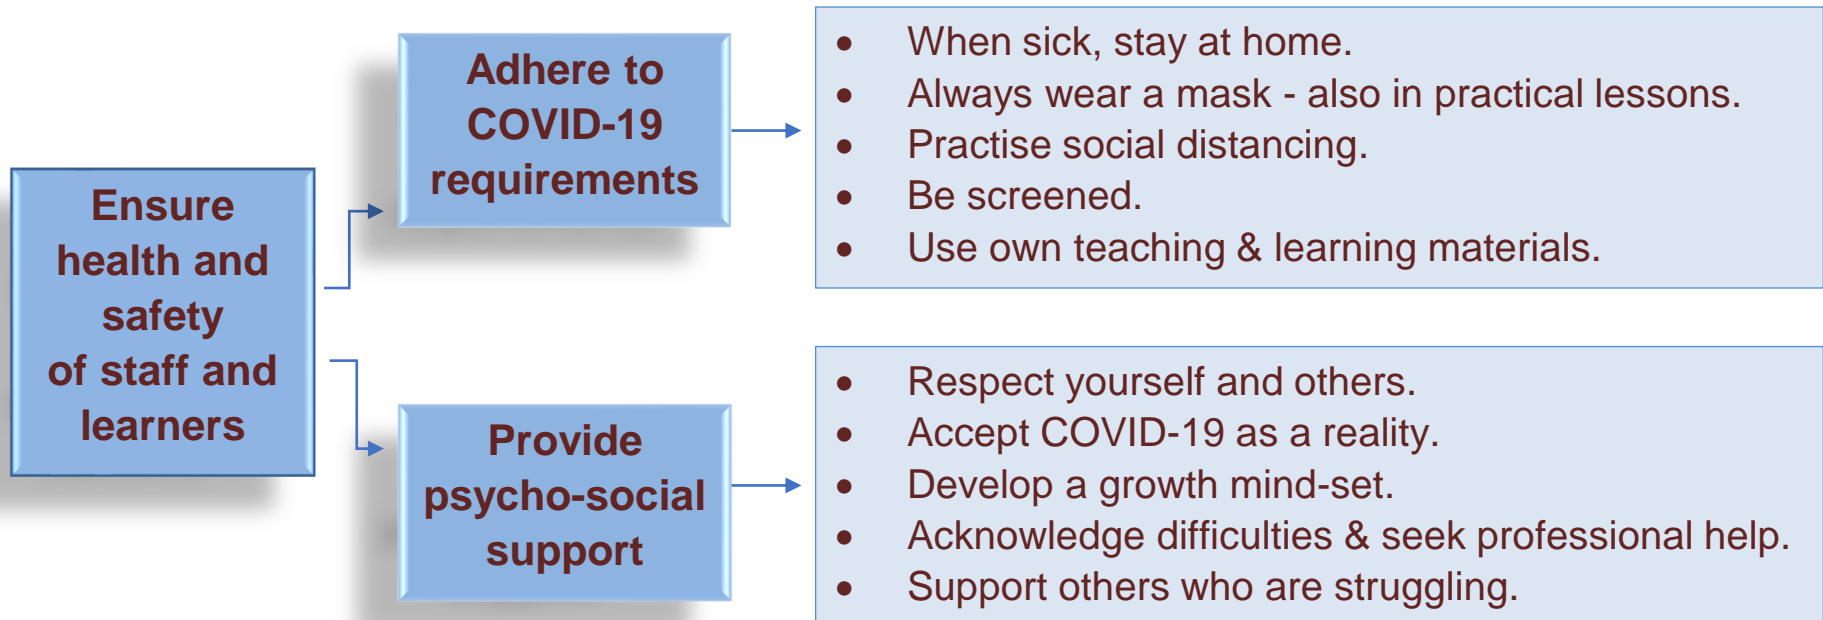 Ensure
health and
safety
of staff and
learners
Adhere to
COVID-19
requirements
• When sick, stay at home.
• Always wear a mask - also in practical lessons.
• Practise social distancing.
• Be screened.
• Use own teaching & learning materials.
Provide
psycho-social
support
• Respect yourself and others.
• Accept COVID-19 as a reality.
• Develop a growth mind-set.
• Acknowledge difficulties & seek professional help.
• Support others who are struggling.